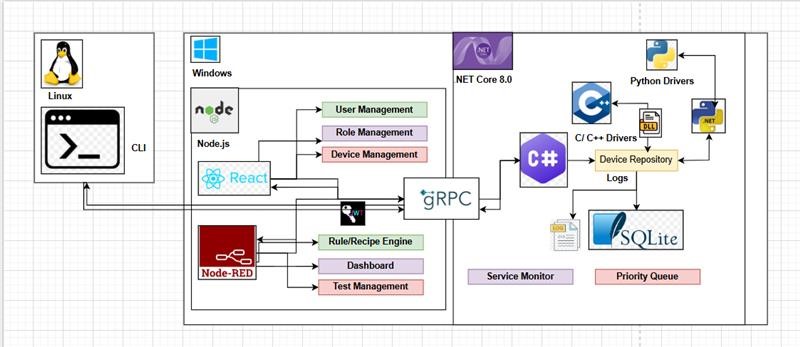 Linux
CLI
Windows
node
JS
Node.js
React
Node-RED
User Management
Role Management
Device Management
JWT
gRPC
Rule/Recipe Engine
Dashboard
Test Management
.NET
.NET Core 8.0
C#
C++
C/ C++ Drivers
DLL
Python Drivers
.NET
Device Repository
Logs
LOG
SQLite
Service Monitor
Priority Queue